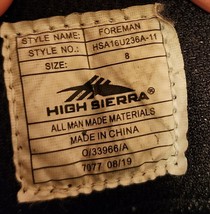 STYLE NAME: FOREMAN
STYLE NO.: HSA16U236A-11
SIZE: 8
HIGH SIERRA
ALL MAN MADE MATERIALS
MADE IN CHINA
O/33966/A
7077 08/19